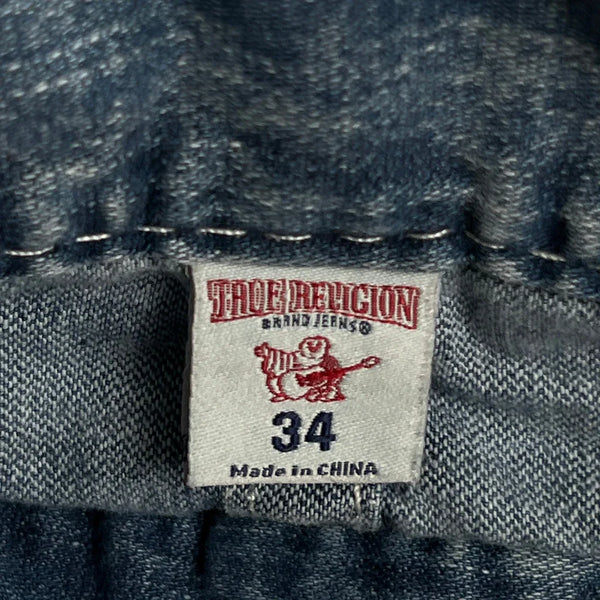 TRUE RELIGION
BRAND JEANS®
34
Made in CHINA